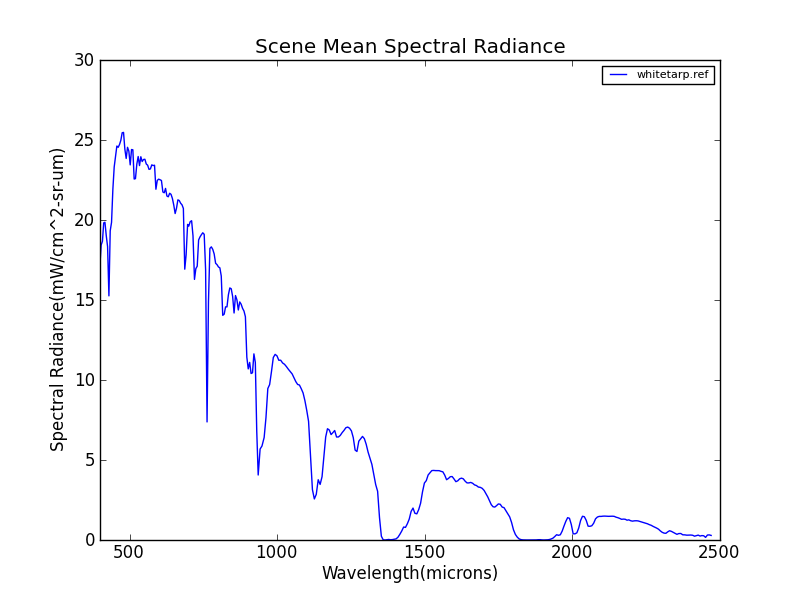 Scene Mean Spectral Radiance
whitetarp.ref
30
25
20
15
10
5
0
Spectral Radiance(mW/cm^2-sr-um)
500 1000 1500 2000 2500
Wavelength(microns)